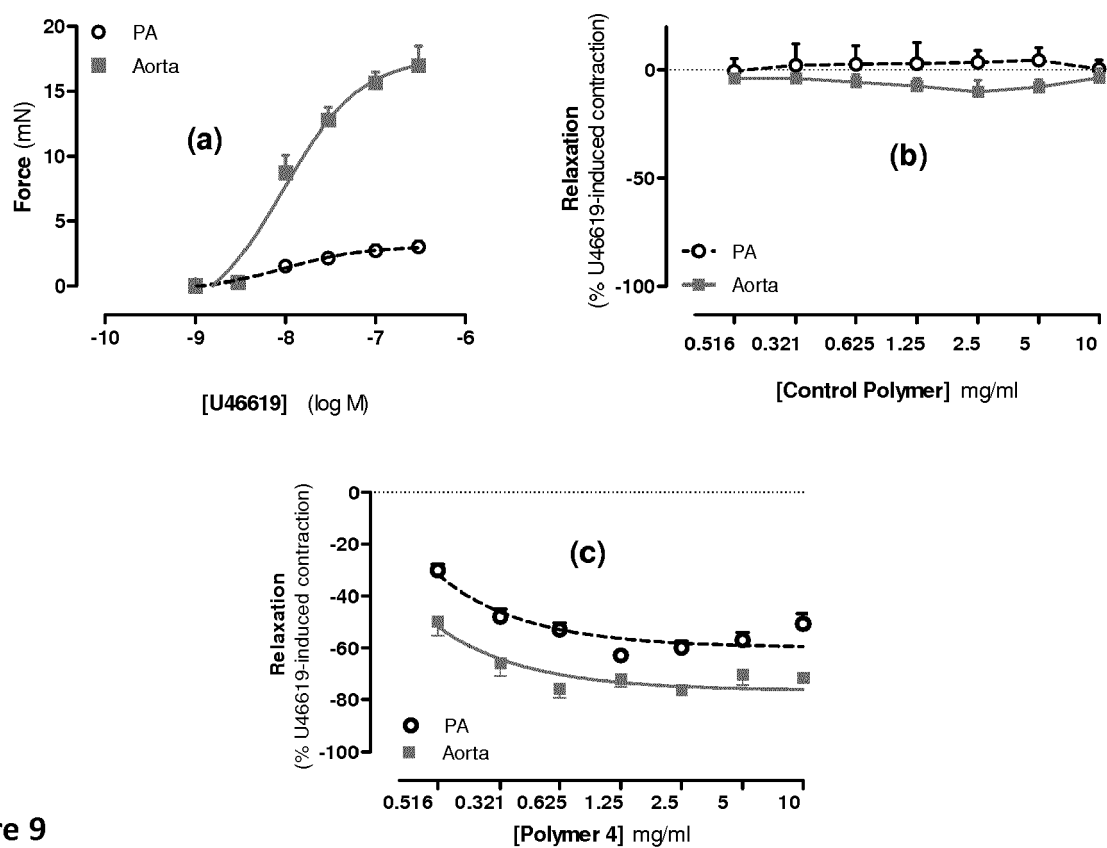 20
15
10
5
0
Force (mN)
PA
Aorta
(a)
-10 -9 -8 -7 -6
[U46619] (log M)
0
-50
-100
Relaxation
(% U46619-induced contraction)
(b)
PA
Aorta
0.516 0.321 0.625 1.25 2.5 5 10
[Control Polymer] mg/ml
0
-20
-40
-60
-80
-100
Relaxation
(% U46619-induced contraction)
(c)
PA
Aorta
0.516 0.321 0.625 1.25 2.5 5 10
[Polymer 4] mg/ml
re 9